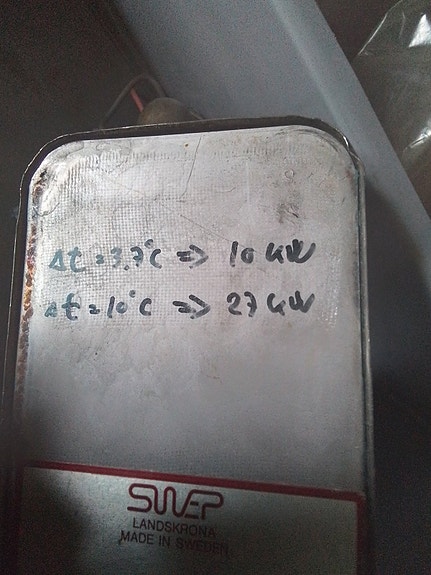 Δt = 3,7°C => 10 kW
Δt = 10°C => 27 kW
SWEP
LANDSKRONA
MADE IN SWEDEN